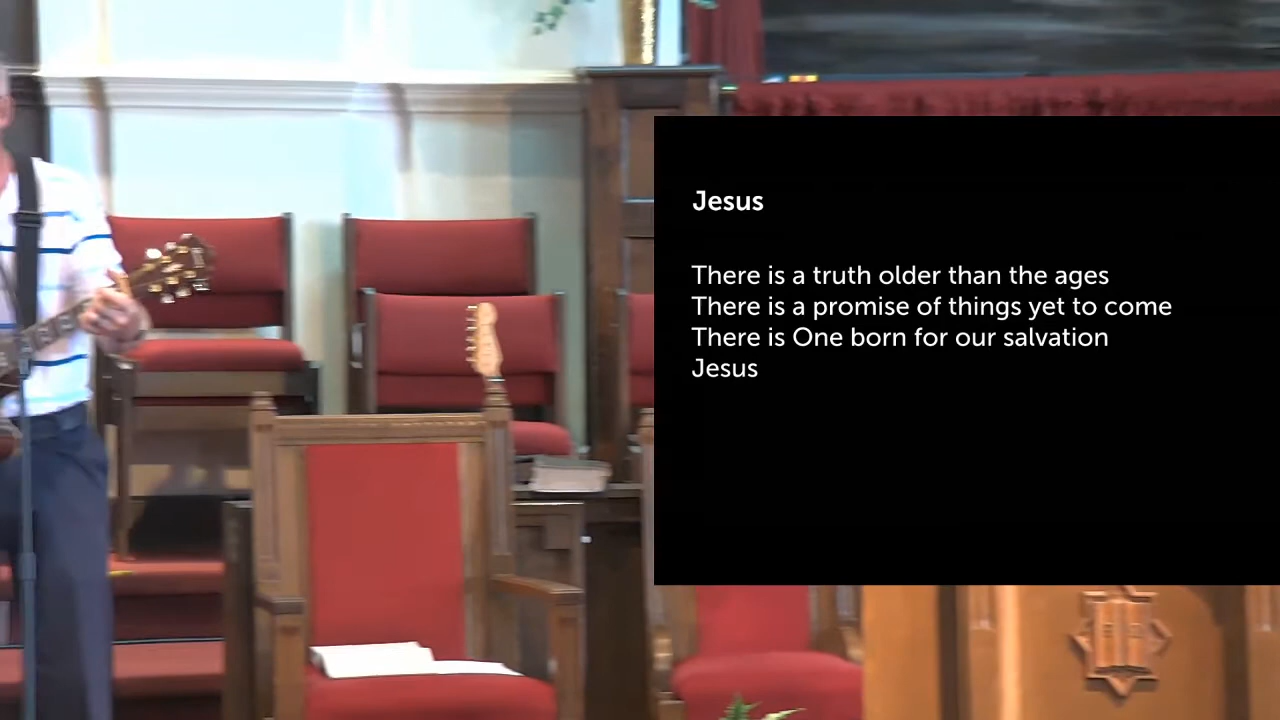 Jesus
There is a truth older than the ages
There is a promise of things yet to come
There is One born for our salvation
Jesus